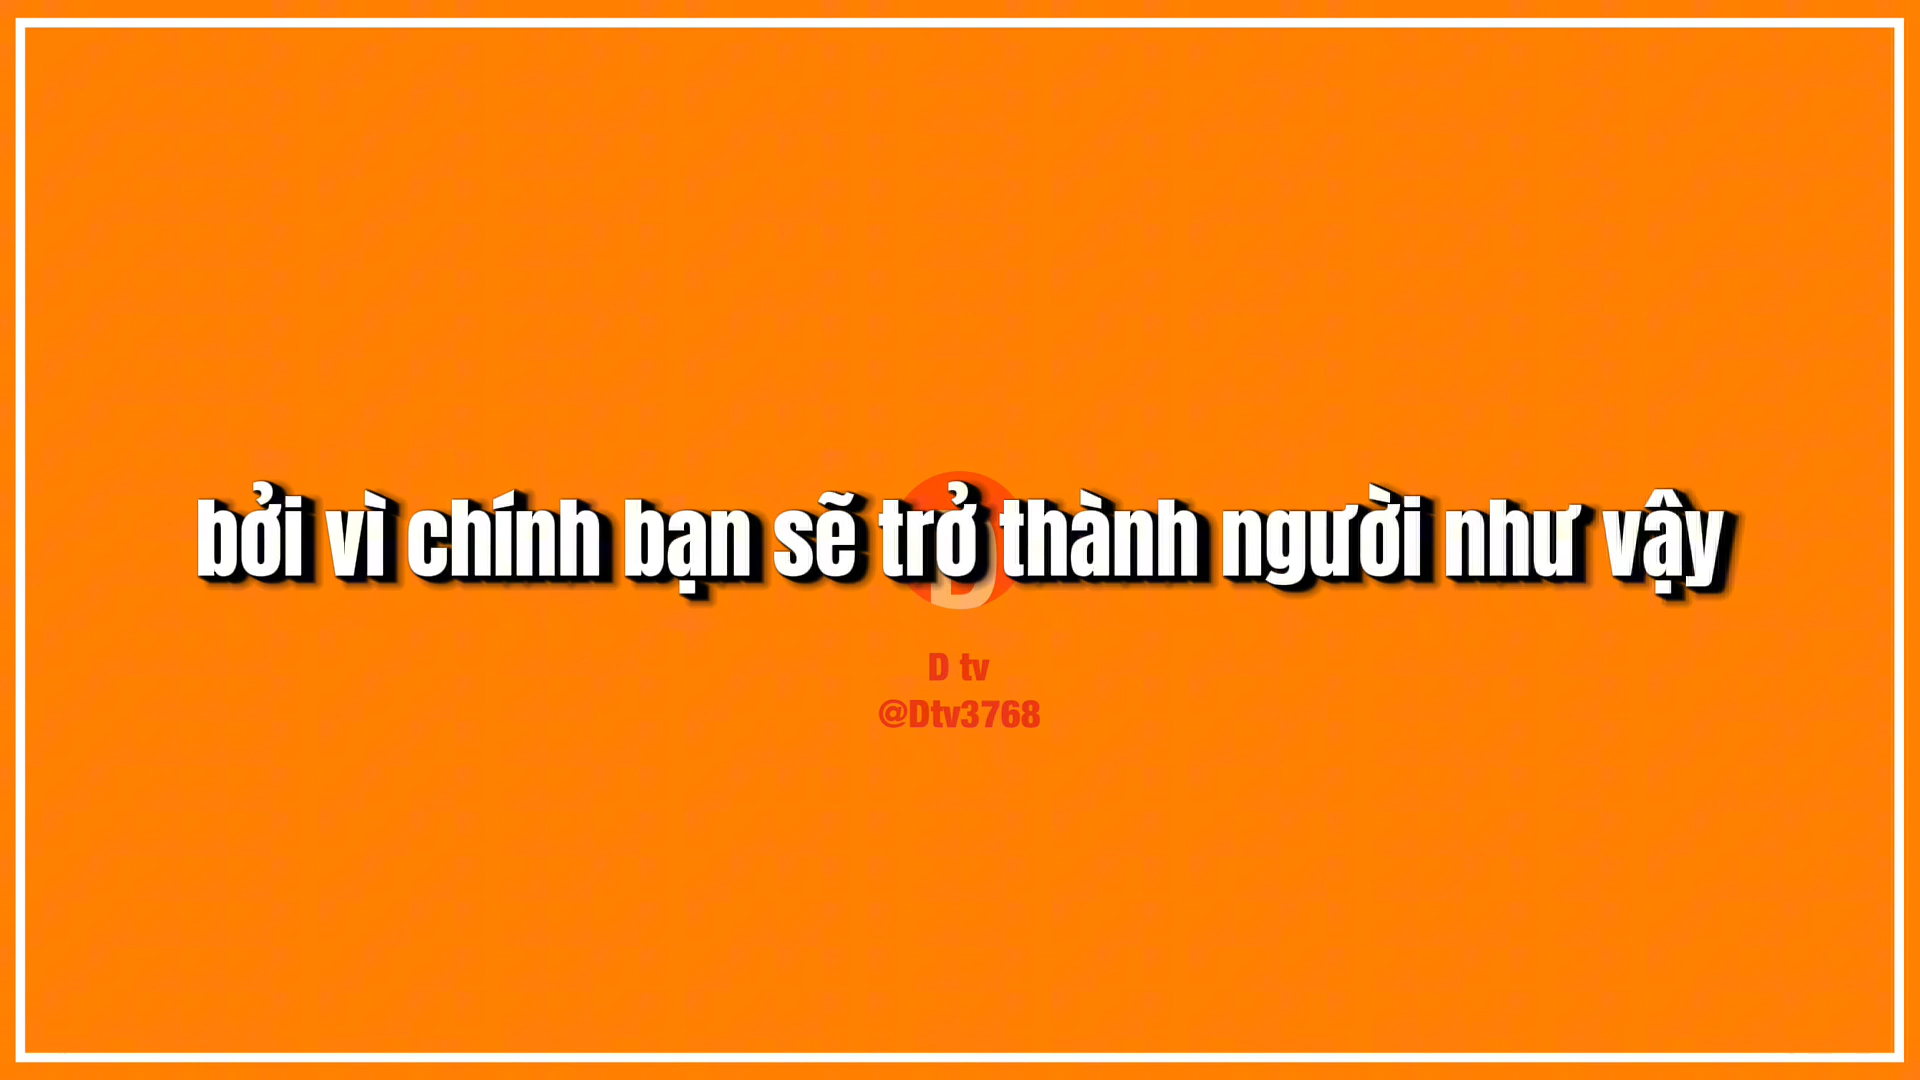 bởi vì chính bạn sẽ trở thành người như vậy
D
D tv
@Dtv3768